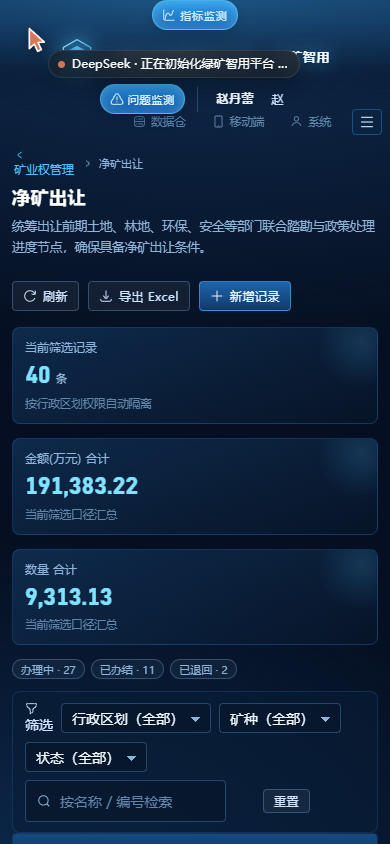 指标监测
智用
DeepSeek · 正在初始化绿矿智用平台 ...
问题监测
赵丹蕾 赵
数据仓 移动端 系统
矿业权管理 净矿出让
净矿出让
统筹出让前期土地、林地、环保、安全等部门联合踏勘与政策处理
进度节点，确保具备净矿出让条件。
刷新 导出 Excel 新增记录
当前筛选记录
40 条
按行政区划权限自动隔离
金额(万元) 合计
191,383.22
当前筛选口径汇总
数量 合计
9,313.13
当前筛选口径汇总
办理中 · 27 已办结 · 11 已退回 · 2
筛选 行政区划（全部） 矿种（全部）
状态（全部）
按名称 / 编号检索 重置